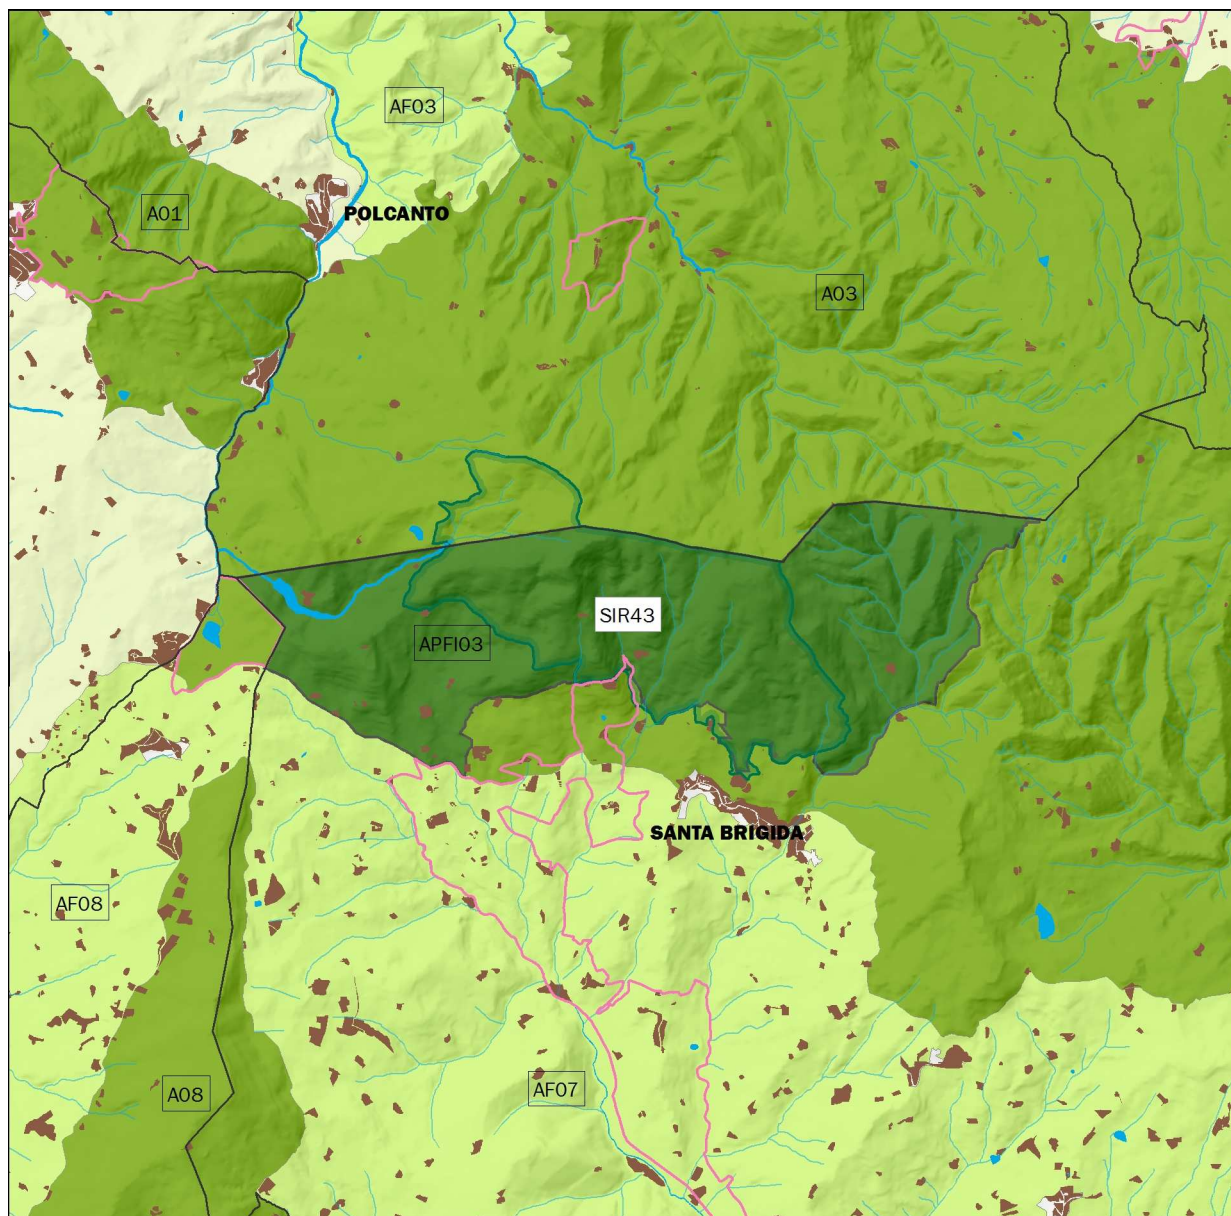 AF03
A01
POLCANTO
A03
SIR43
APFI03
SANTA BRIGIDA
AF08
AF07
A08